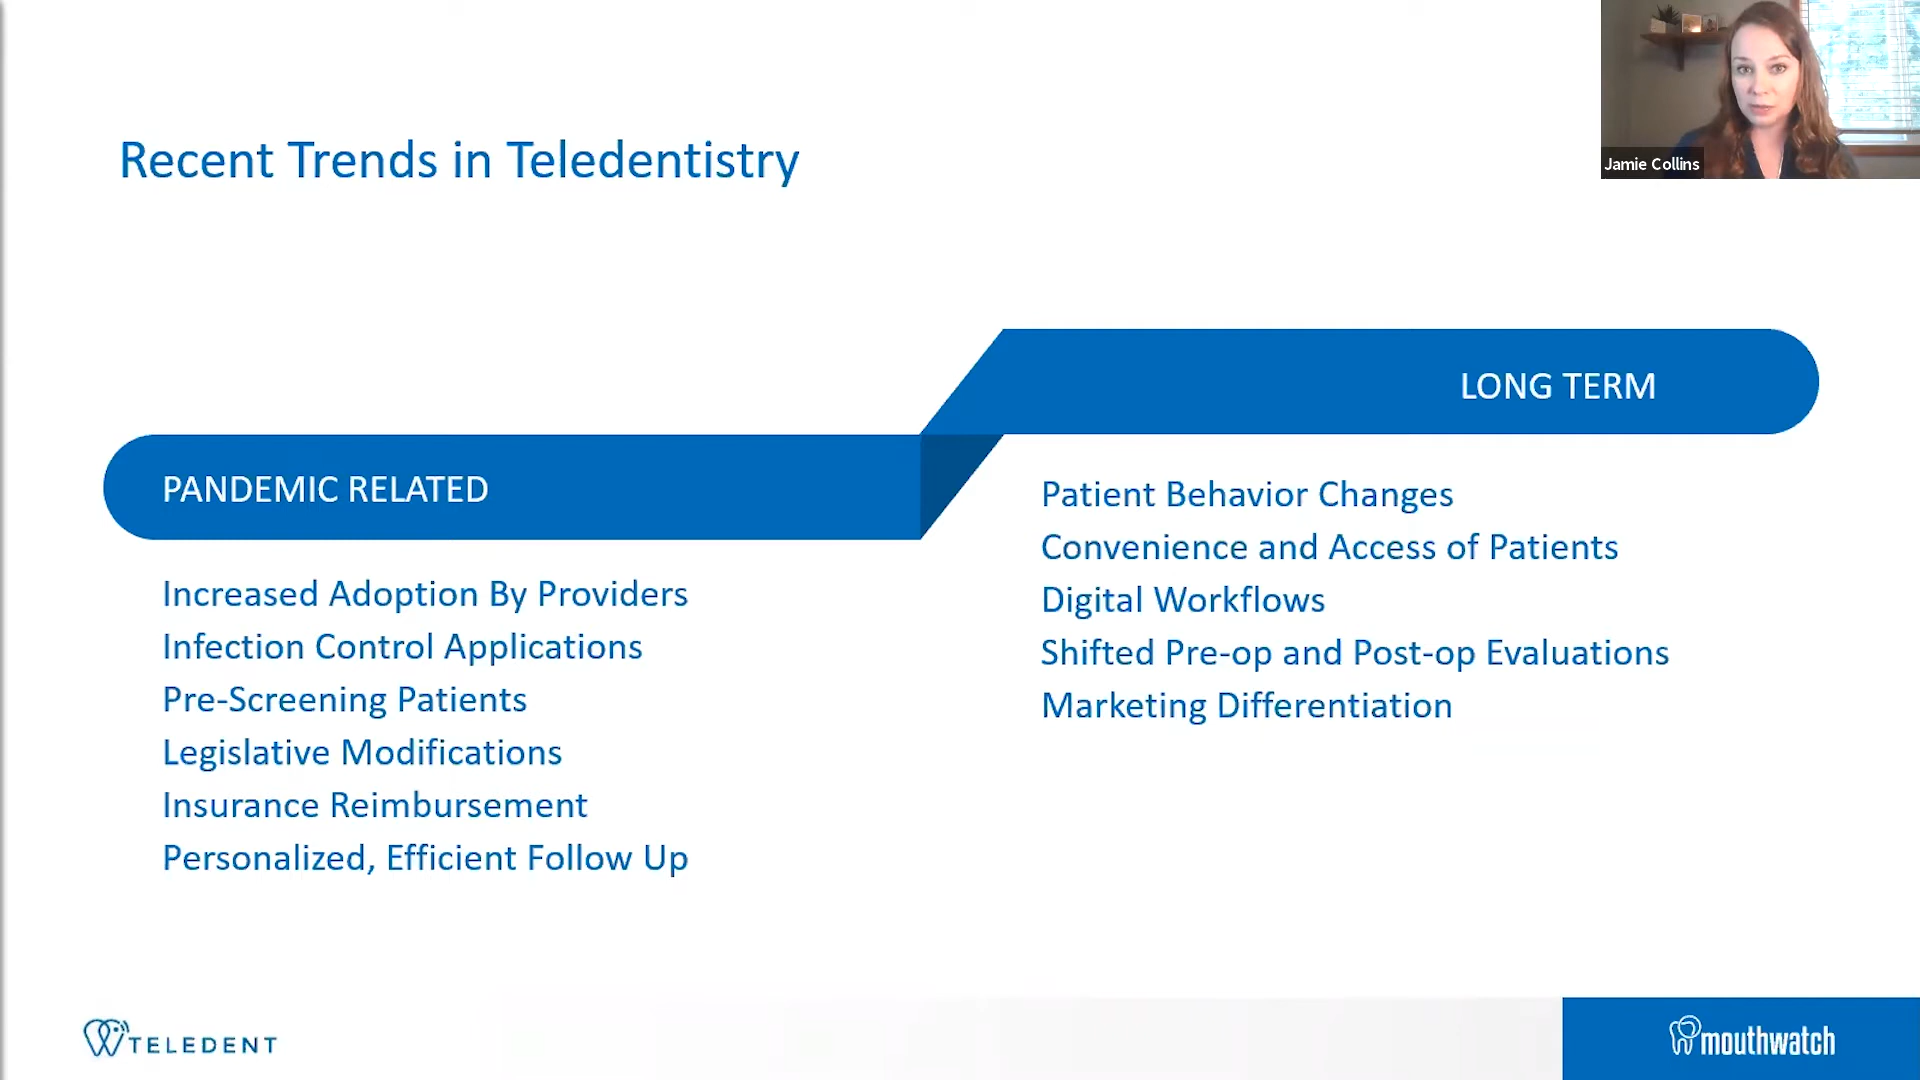 Recent Trends in Teledentistry
Jamie Collins
PANDEMIC RELATED
Increased Adoption By Providers
Infection Control Applications
Pre-Screening Patients
Legislative Modifications
Insurance Reimbursement
Personalized, Efficient Follow Up
LONG TERM
Patient Behavior Changes
Convenience and Access of Patients
Digital Workflows
Shifted Pre-op and Post-op Evaluations
Marketing Differentiation
TELEDENT
mouthwatch